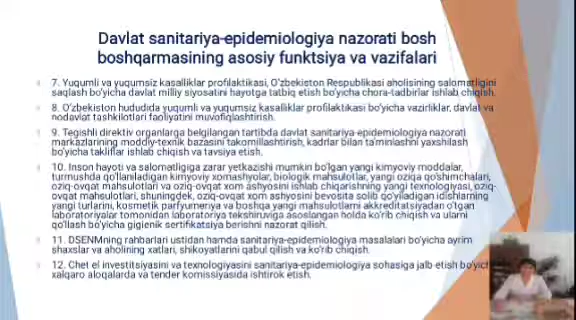 Davlat sanitariya-epidemiologiya nazorati bosh
boshqarmasining asosiy funktsiya va vazifalari
7. Yuqumli va yuqumsiz kasalliklar profilaktikasi, O'zbekiston Respublikasi aholisining salomatligini
saqlash bo'yicha davlat milliy siyosatini hayotga tatbiq etish bo'yicha chora-tadbirlar ishlab chiqish.
8. O'zbekiston hududida yuqumli va yuqumsiz kasalliklar profilaktikasi bo'yicha vazirliklar, davlat va
nodavlat tashkilotlari faoliyatini muvofiqlashtirish.
9. Tegishli direktiv organlarga belgilangan tartibda davlat sanitariya-epidemiologiya nazorati
markazlarining moddiy-texnik bazasini takomillashtirish, kadrlar bilan ta'minlashni yaxshilash
bo'yicha takliflar ishlab chiqish va tavsiya etish.
10. Inson hayoti va salomatligiga zarar yetkazishi mumkin bo'lgan yangi kimyoviy moddalar,
turmushda qo'llaniladigan kimyoviy xomashyolar, biologik mahsulotlar, yangi oziqa qo'shimchalari,
oziq-ovqat mahsulotlari va oziq-ovqat xom ashyosini ishlab chiqarishning yangi texnologiyasi, oziq-
ovqat mahsulotlari, shuningdek, oziq-ovqat xom ashyosini bevosita solib qo'yiladigan idishlarning
yangi turlarini, kosmetik parfyumeriya va boshqa yangi mahsulotlarni akkreditatsiyadan o'tgan
laboratoriyalar tomonidan laboratoriya tekshiruviga asoslangan holda ko'rib chiqish va ularni
qo'llash bo'yicha gigienik sertifikatsiya berishni nazorat qilish.
11. DSENMning rahbarlari ustidan hamda sanitariya-epidemiologiya masalalari bo'yicha ayrim
shaxslar va aholining xatlari, shikoyatlarini qabul qilish va ko'rib chiqish.
12. Chet el investitsiyasini va texnologiyasini sanitariya-epidemiologiya sohasiga jalb etish bo'yicha
xalqaro aloqalarda va tender komissiyasida ishtirok etish.